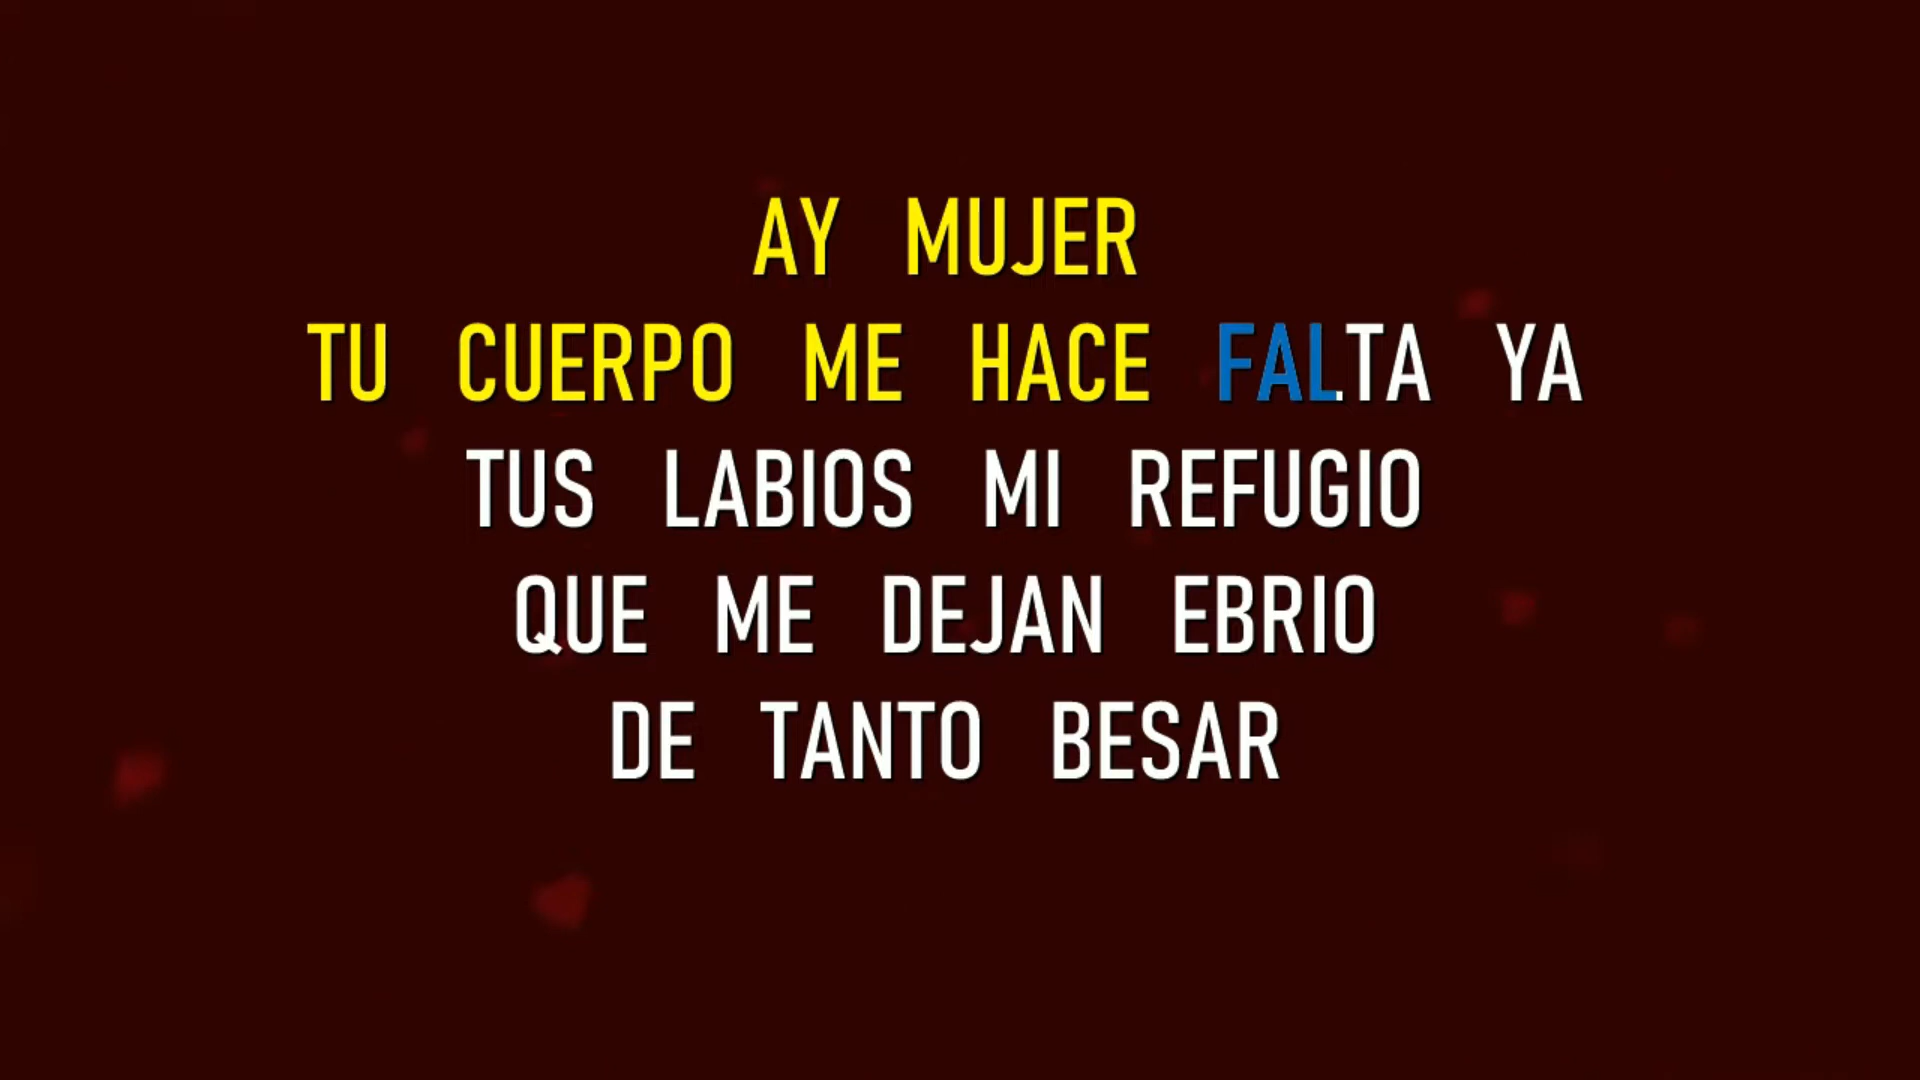 AY MUJER
TU CUERPO ME HACE FALTA YA
TUS LABIOS MI REFUGIO
QUE ME DEJAN EBRIO
DE TANTO BESAR